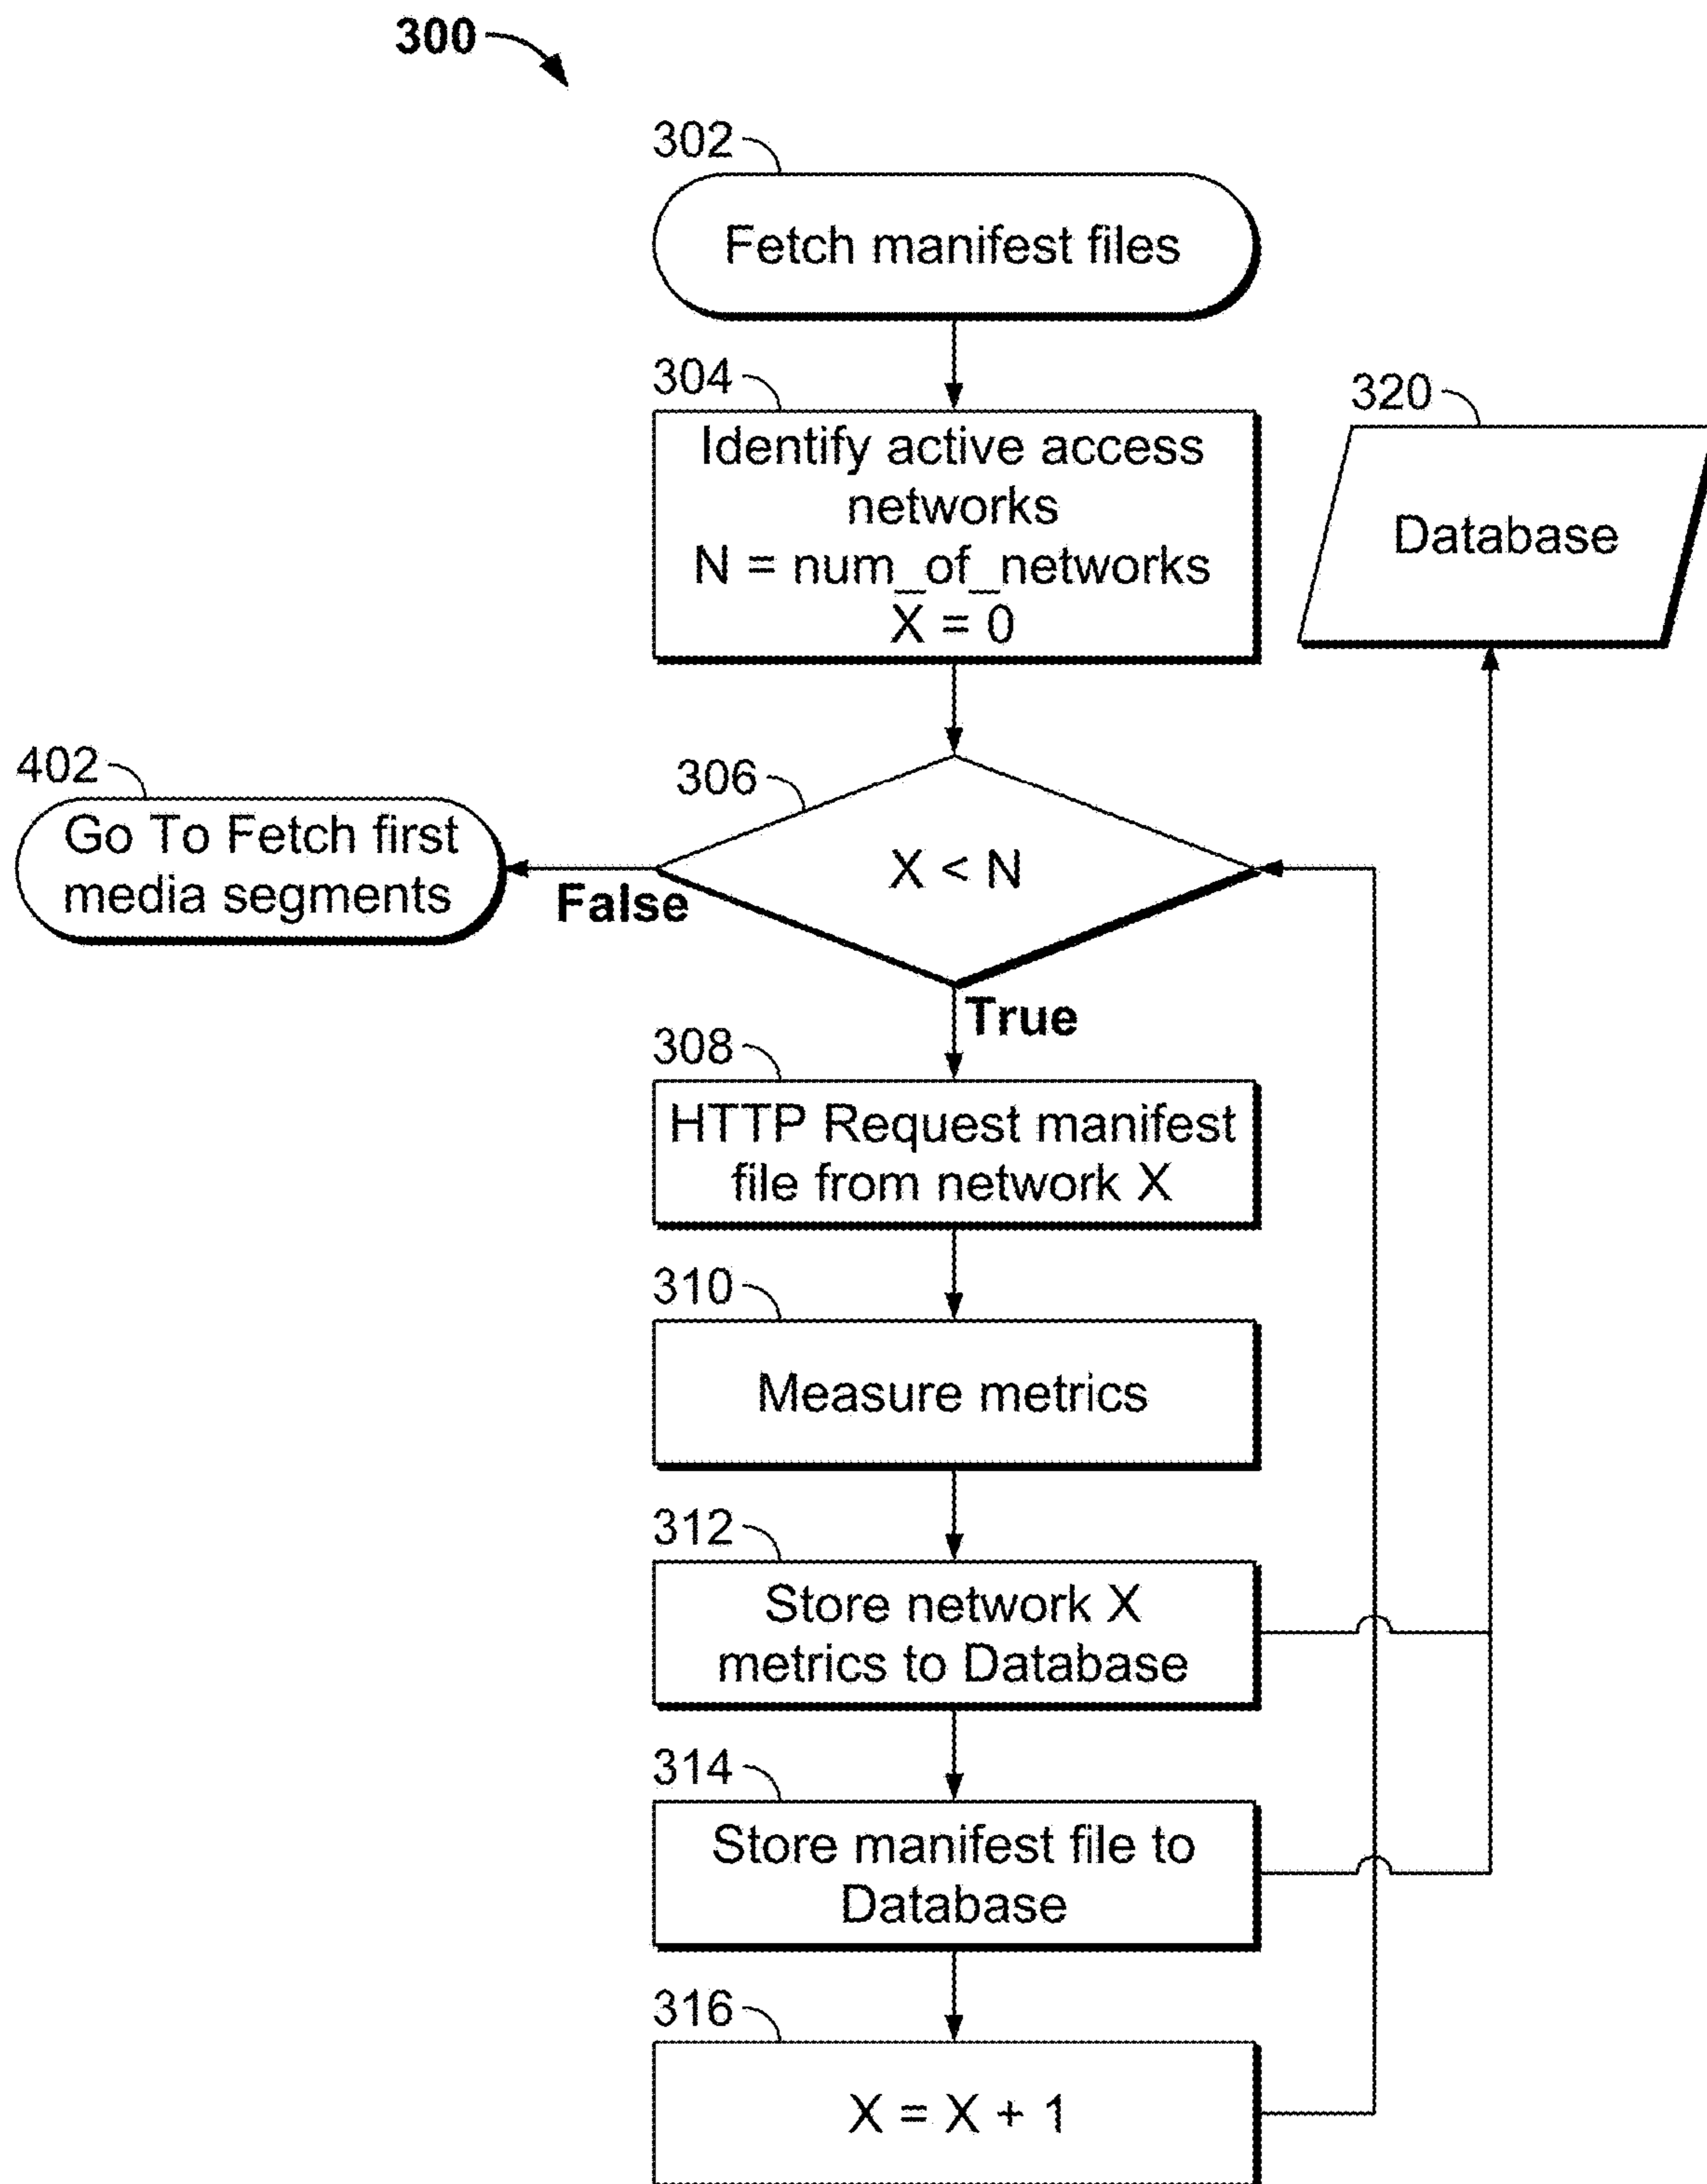 300
302
Fetch manifest files
304
Identify active access
networks
N = num_of_networks
X = 0
320
Database
402
Go To Fetch first
media segments
306
X < N
False
True
308
HTTP Request manifest
file from network X
310
Measure metrics
312
Store network X
metrics to Database
314
Store manifest file to
Database
316
X = X + 1